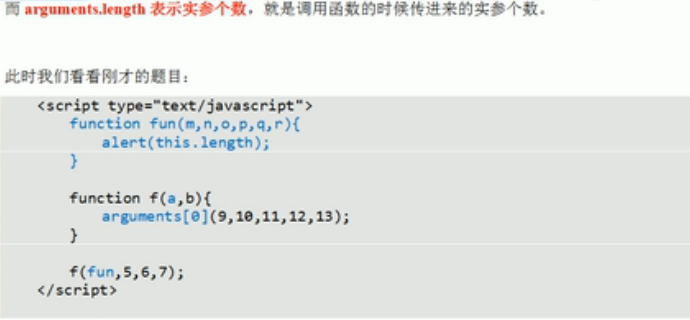 而 arguments.length 表示实参个数，就是调用函数的时候传进来的实参个数。
此时我们看看刚才的题目：
<script type="text/javascript">
function fun(m,n,o,p,q,r){
alert(this.length);
}
function f(a,b){
arguments[0](9,10,11,12,13);
}
f(fun,5,6,7);
</script>